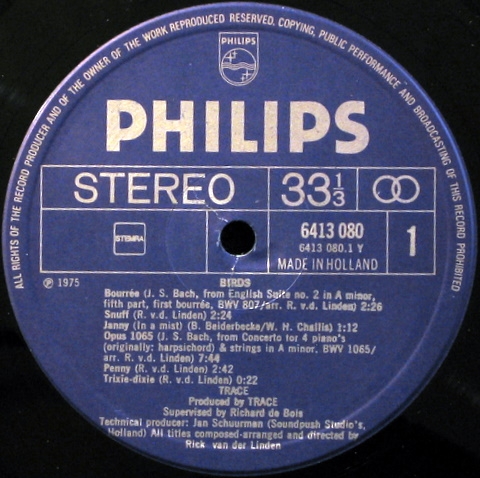 ALL RIGHTS OF THE RECORD PRODUCER AND OF THE OWNER OF THE WORK REPRODUCED RESERVED. COPYING, PUBLIC PERFORMANCE AND BROADCASTING OF THIS RECORD PROHIBITED
PHILIPS
PHILIPS
STEREO 33 1/3
STEMRA
6413 080
6413 080.1 Y
MADE IN HOLLAND
1
℗ 1975
BIRDS
Bourrée (J. S. Bach, from English Suite no. 2 in A minor,
fifth part, first bourrée, BWV 807/arr. R. v.d. Linden) 2:26
Snuff (R. v.d. Linden) 2:24
Janny (In a mist) (B. Beiderbecke/W. H. Challis) 1:12
Opus 1065 (J. S. Bach, from Concerto tor 4 piano's
(originally: harpsichord) & strings in A minor, BWV 1065/
arr. R. v.d. Linden) 7:44
Penny (R. v.d. Linden) 2:42
Trixie-dixie (R. v.d. Linden) 0:22
TRACE
Produced by TRACE
Supervised by Richard de Bois
Technical producer: Jan Schuurman (Soundpush Studio's,
Holland) All titles composed-arranged and directed by
Rick van der Linden